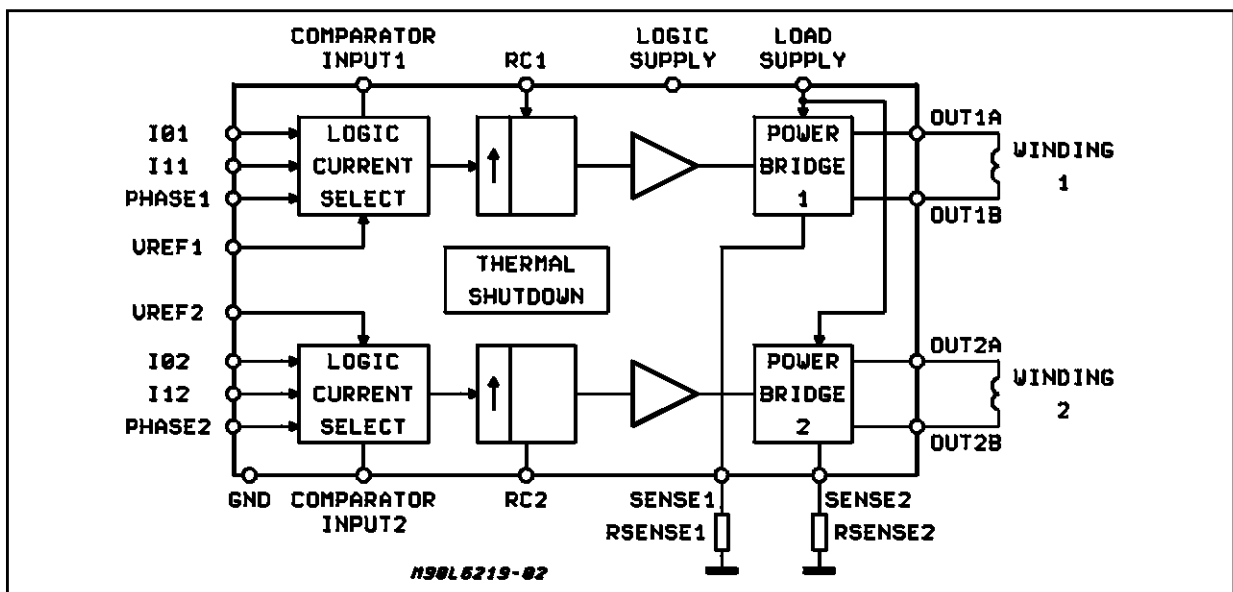 COMPARATOR
INPUT1
RC1
LOGIC
SUPPLY
LOAD
SUPPLY
I01
I11
PHASE1
VREF1
LOGIC
CURRENT
SELECT
POWER
BRIDGE
1
OUT1A
OUT1B
WINDING
1
THERMAL
SHUTDOWN
VREF2
I02
I12
PHASE2
LOGIC
CURRENT
SELECT
POWER
BRIDGE
2
OUT2A
OUT2B
WINDING
2
GND
COMPARATOR
INPUT2
RC2
SENSE1
SENSE2
RSENSE1
RSENSE2
M90L6219-02